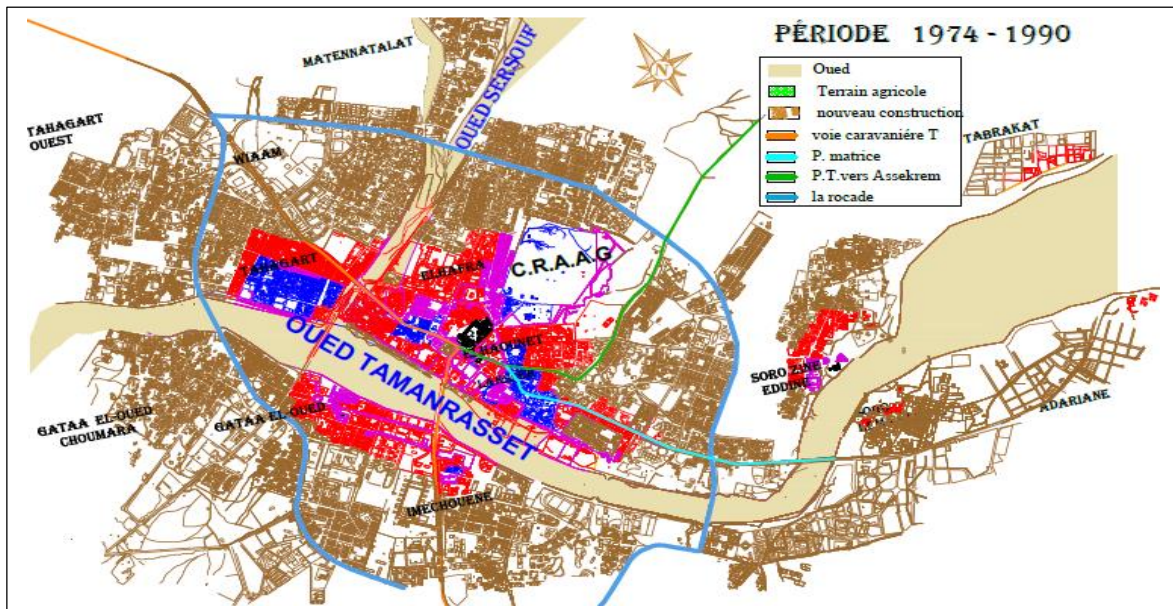 PÉRIODE 1974 - 1990
Oued
Terrain agricole
nouveau construction
voie caravaniére T
P. matrice
P.T.vers Assekrem
la rocade
N
MATENNATALAT
OUED SERSOUF
TAHAGART
OUEST
WIAAM
TABRAKAT
TAHAGART
ELHAFRA
C.R.A.A.G
OUED TAMANRASSET
SORO ZINE
EDDINE
ADARIANE
GATAA EL-OUED
CHOUMARA
GATAA EL-OUED
IMECHOUENE